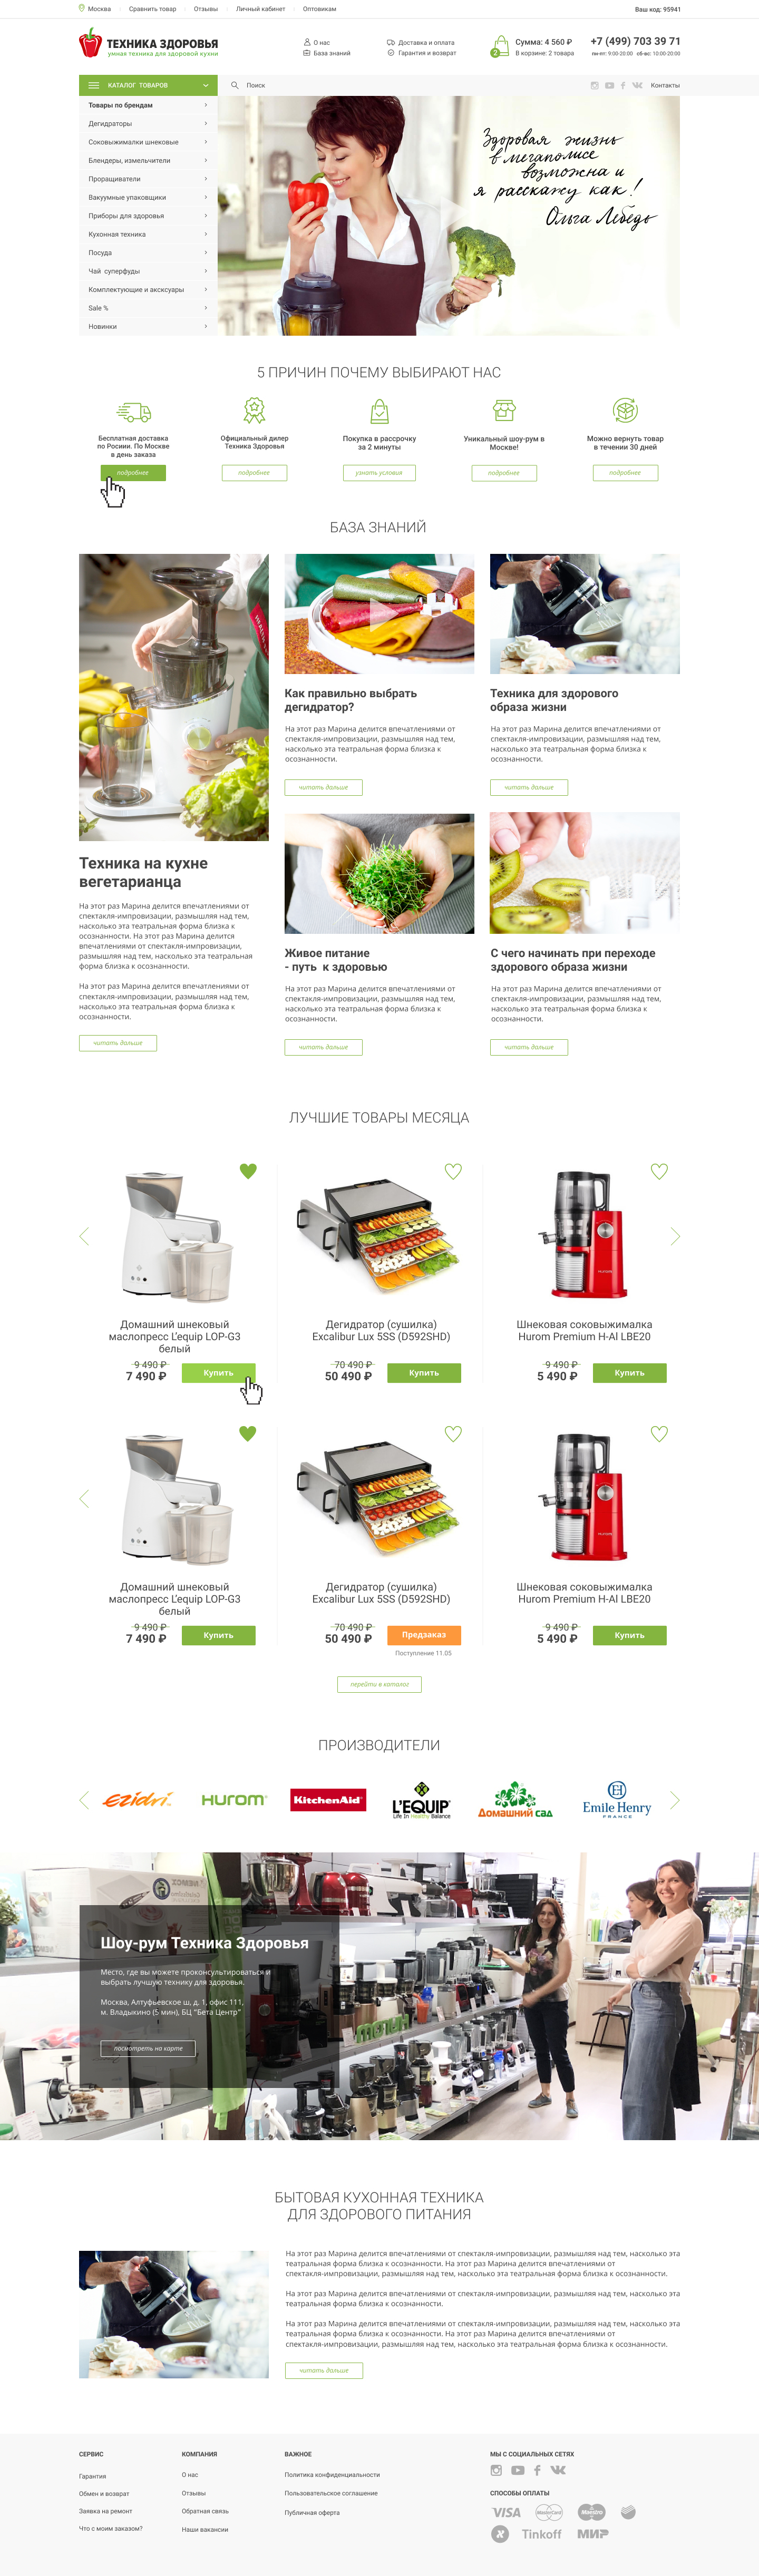 Москва
Сравнить товар
Отзывы
Личный кабинет
Оптовикам
Ваш код: 95941
ТЕХНИКА ЗДОРОВЬЯ
умная техника для здоровой кухни
О нас
База знаний
Доставка и оплата
Гарантия и возврат
2
Сумма: 4 560 ₽
В корзине: 2 товара
+7 (499) 703 39 71
пн-пт: 9:00-20:00 сб-вс: 10:00-20:00
КАТАЛОГ ТОВАРОВ
Поиск
Контакты
Товары по брендам
Дегидраторы
Соковыжималки шнековые
Блендеры, измельчители
Проращиватели
Вакуумные упаковщики
Приборы для здоровья
Кухонная техника
Посуда
Чай суперфуды
Комплектующие и акссуары
Sale %
Новинки
Здоровая жизнь
в мегаполисе
возможна и
я расскажу как!
Ольга Лебедь
5 ПРИЧИН ПОЧЕМУ ВЫБИРАЮТ НАС
Бесплатная доставка
по Росиии. По Москве
в день заказа
подробнее
Официальный дилер
Техника Здоровья
подробнее
Покупка в рассрочку
за 2 минуты
узнать условия
Уникальный шоу-рум в
Москве!
подробнее
Можно вернуть товар
в течении 30 дней
подробнее
БАЗА ЗНАНИЙ
Техника на кухне
вегетарианца
На этот раз Марина делится впечатлениями от
спектакля-импровизации, размышляя над тем,
насколько эта театральная форма близка к
осознанности. На этот раз Марина делится
впечатлениями от спектакля-импровизации,
размышляя над тем, насколько эта театральная
форма близка к осознанности.
На этот раз Марина делится впечатлениями от
спектакля-импровизации, размышляя над тем,
насколько эта театральная форма близка к
осознанности.
читать дальше
Как правильно выбрать
дегидратор?
На этот раз Марина делится впечатлениями от
спектакля-импровизации, размышляя над тем,
насколько эта театральная форма близка к
осознанности.
читать дальше
Техника для здорового
образа жизни
На этот раз Марина делится впечатлениями от
спектакля-импровизации, размышляя над тем,
насколько эта театральная форма близка к
осознанности.
читать дальше
Живое питание
- путь к здоровью
На этот раз Марина делится впечатлениями от
спектакля-импровизации, размышляя над тем,
насколько эта театральная форма близка к
осознанности.
читать дальше
С чего начинать при переходе
здорового образа жизни
На этот раз Марина делится впечатлениями от
спектакля-импровизации, размышляя над тем,
насколько эта театральная форма близка к
осознанности.
читать дальше
ЛУЧШИЕ ТОВАРЫ МЕСЯЦА
Домашний шнековый
маслопресс L'equip LOP-G3
белый
9 490 ₽
7 490 ₽
Купить
Дегидратор (сушилка)
Excalibur Lux 5SS (D592SHD)
70 490 ₽
50 490 ₽
Купить
Шнековая соковыжималка
Hurom Premium H-AI LBE20
9 490 ₽
5 490 ₽
Купить
Домашний шнековый
маслопресс L'equip LOP-G3
белый
9 490 ₽
7 490 ₽
Купить
Дегидратор (сушилка)
Excalibur Lux 5SS (D592SHD)
70 490 ₽
50 490 ₽
Предзаказ
Поступление 11.05
Шнековая соковыжималка
Hurom Premium H-AI LBE20
9 490 ₽
5 490 ₽
Купить
перейти в каталог
ПРОИЗВОДИТЕЛИ
Ezidri
HUROM
KitchenAid
L'EQUIP
Life In Healthy Balance
Домашний сад
Emile Henry
FRANCE
Шоу-рум Техника Здоровья
Место, где вы можете проконсультироваться и
выбрать лучшую технику для здоровья.
Москва, Алтуфьевское ш, д. 1, офис 111,
м. Владыкино (5 мин), БЦ "Бета Центр"
посмотреть на карте
БЫТОВАЯ КУХОННАЯ ТЕХНИКА
ДЛЯ ЗДОРОВОГО ПИТАНИЯ
На этот раз Марина делится впечатлениями от спектакля-импровизации, размышляя над тем, насколько эта
театральная форма близка к осознанности. На этот раз Марина делится впечатлениями от
спектакля-импровизации, размышляя над тем, насколько эта театральная форма близка к осознанности.
На этот раз Марина делится впечатлениями от спектакля-импровизации, размышляя над тем, насколько эта
театральная форма близка к осознанности.
На этот раз Марина делится впечатлениями от спектакля-импровизации, размышляя над тем, насколько эта
театральная форма близка к осознанности. На этот раз Марина делится впечатлениями от
спектакля-импровизации, размышляя над тем, насколько эта театральная форма близка к осознанности.
читать дальше
СЕРВИС
Гарантия
Обмен и возврат
Заявка на ремонт
Что с моим заказом?
КОМПАНИЯ
О нас
Отзывы
Обратная связь
Наши вакансии
ВАЖНОЕ
Политика конфиденциальности
Пользовательское соглашение
Публичная оферта
МЫ С СОЦИАЛЬНЫХ СЕТЯХ
СПОСОБЫ ОПЛАТЫ
VISA
MasterCard
Maestro
Tinkoff
МИР